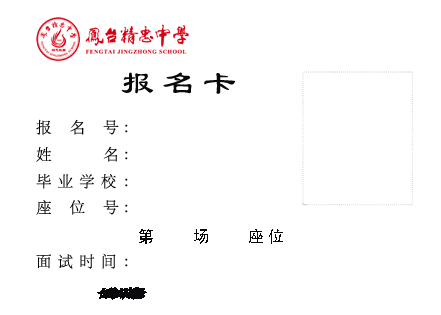 鳳台精忠中學
FENGTAI JINGZHONG SCHOOL
报名卡
报 名 号：
姓 名：
毕业学校：
座 位 号：
第 场 座位
面试时间：